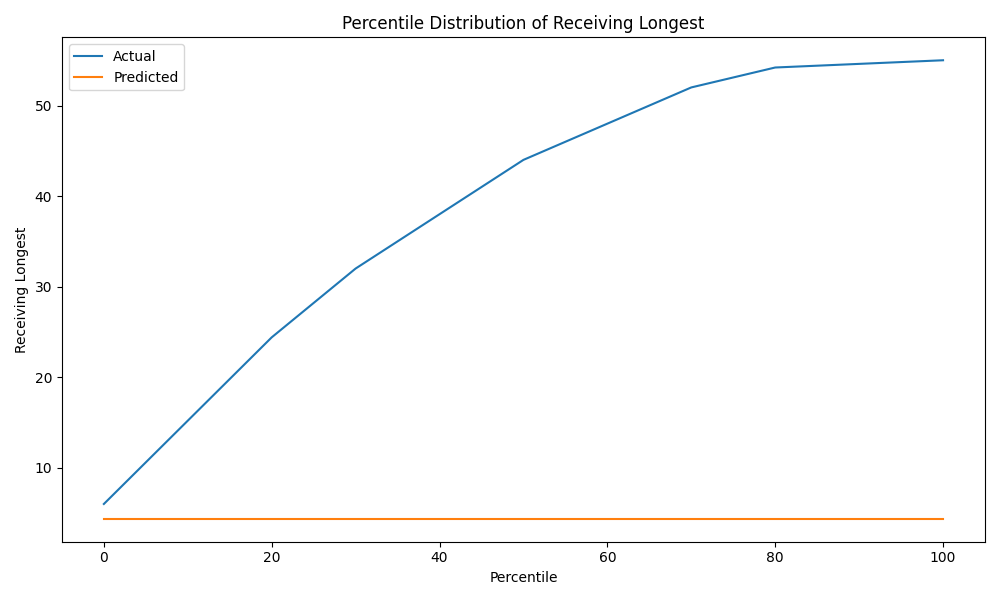 Percentile Distribution of Receiving Longest
Actual
Predicted
Receiving Longest
50
40
30
20
10
0 20 40 60 80 100
Percentile